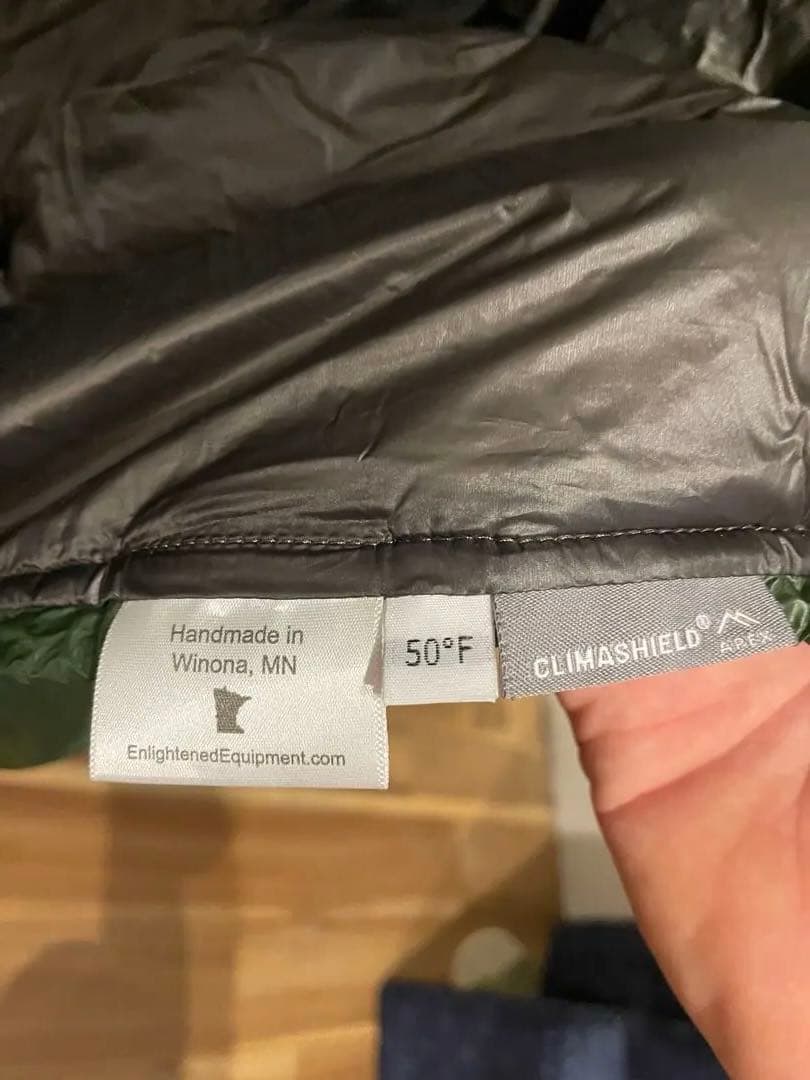 Handmade in
Winona, MN
EnlightenedEquipment.com
50°F
CLIMASHIELD®
APEX